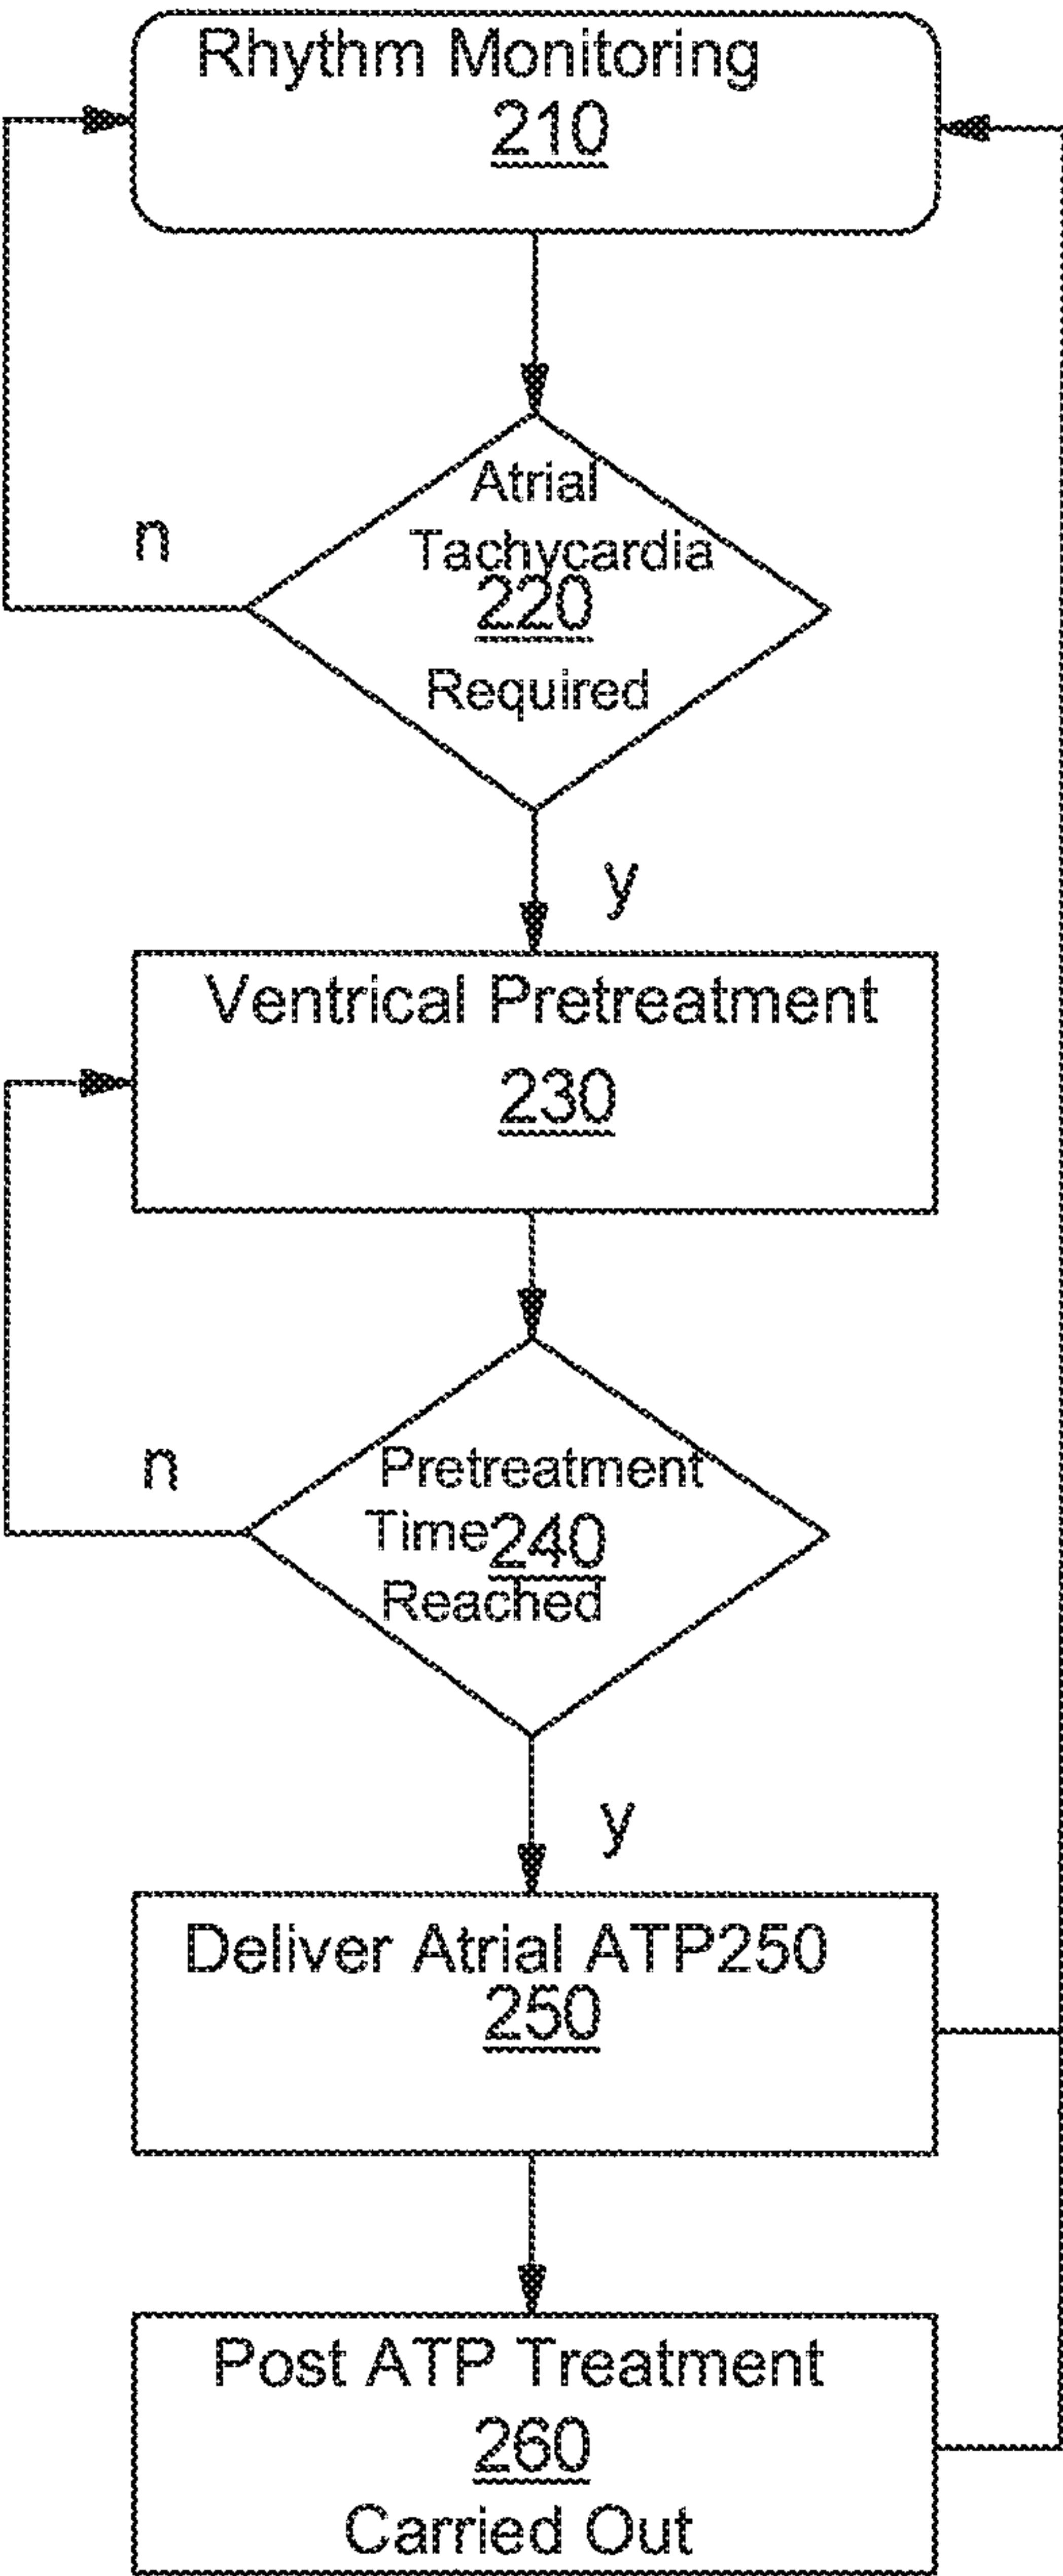 Rhythm Monitoring
210
Atrial
Tachycardia
220
Required
n
y
Ventrical Pretreatment
230
Pretreatment
Time 240
Reached
n
y
Deliver Atrial ATP250
250
Post ATP Treatment
260
Carried Out